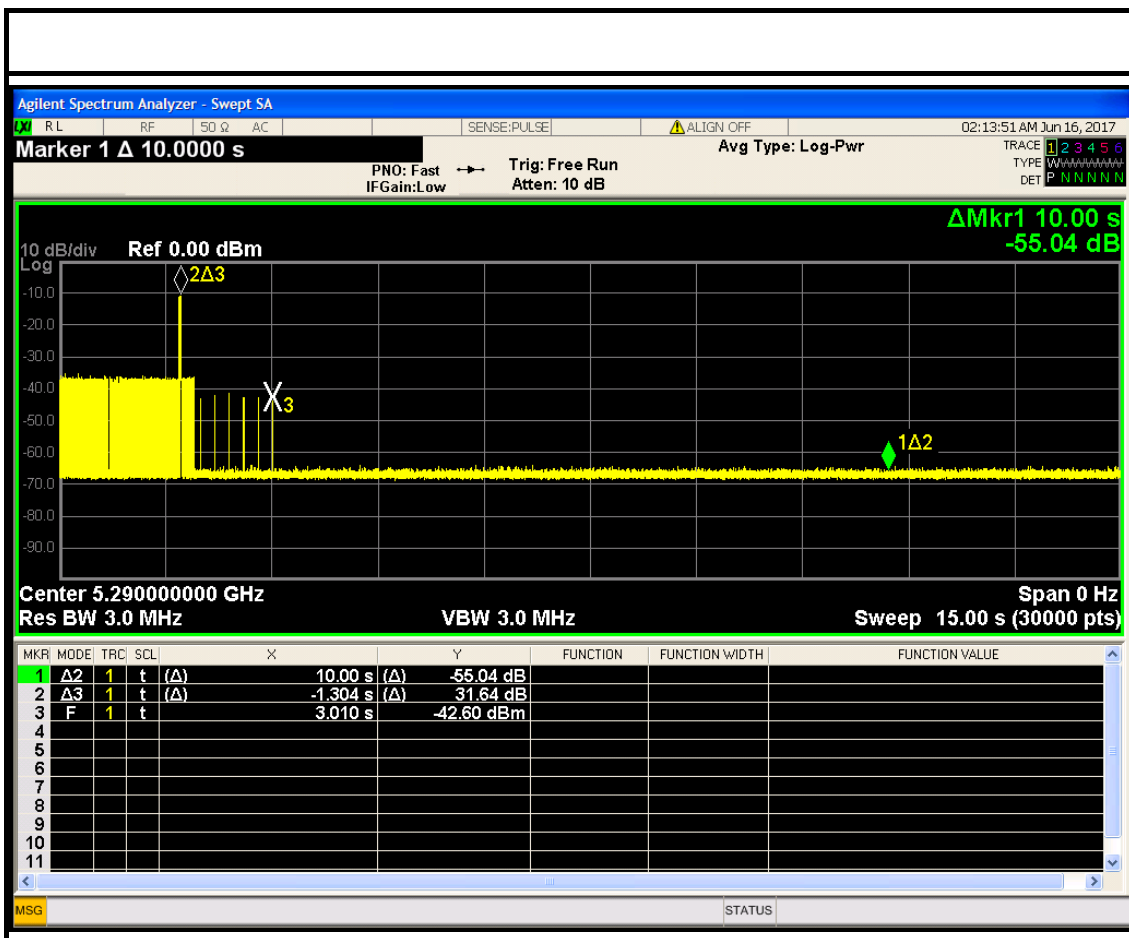 Agilent Spectrum Analyzer - Swept SA
LXI RL RF 50 Ω AC SENSE:PULSE ALIGN OFF 02:13:51 AM Jun 16, 2017
Marker 1 Δ 10.0000 s
PNO: Fast
IFGain:Low
Trig: Free Run
Atten: 10 dB
Avg Type: Log-Pwr
TRACE 1 2 3 4 5 6
TYPE WWWWWW
DET P N N N N N
ΔMkr1 10.00 s
-55.04 dB
10 dB/div Ref 0.00 dBm
Log
2Δ3
-10.0
-20.0
-30.0
-40.0
3
-50.0
-60.0
1Δ2
-70.0
-80.0
-90.0
Center 5.290000000 GHz Span 0 Hz
Res BW 3.0 MHz VBW 3.0 MHz Sweep 15.00 s (30000 pts)
MKR MODE TRC SCL X Y FUNCTION FUNCTION WIDTH FUNCTION VALUE
1 Δ2 1 t (Δ) 10.00 s (Δ) -55.04 dB
2 Δ3 1 t (Δ) -1.304 s (Δ) 31.64 dB
3 F 1 t 3.010 s -42.60 dBm
4
5
6
7
8
9
10
11
MSG STATUS